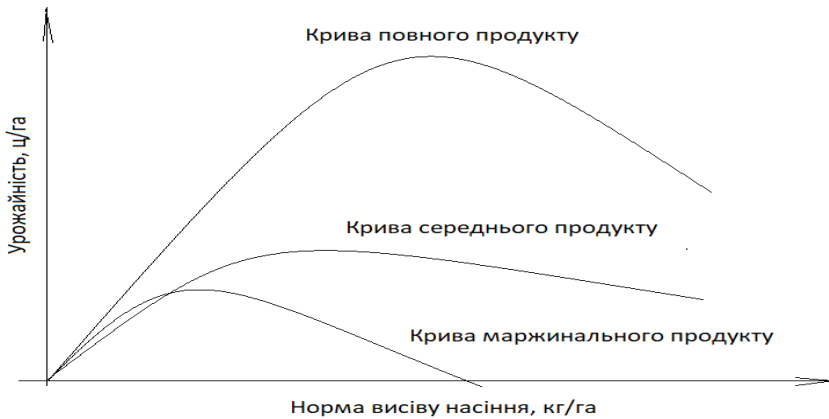 Крива повного продукту
Урожайність, ц/га
Крива середнього продукту
Крива маржинального продукту
Норма висіву насіння, кг/га